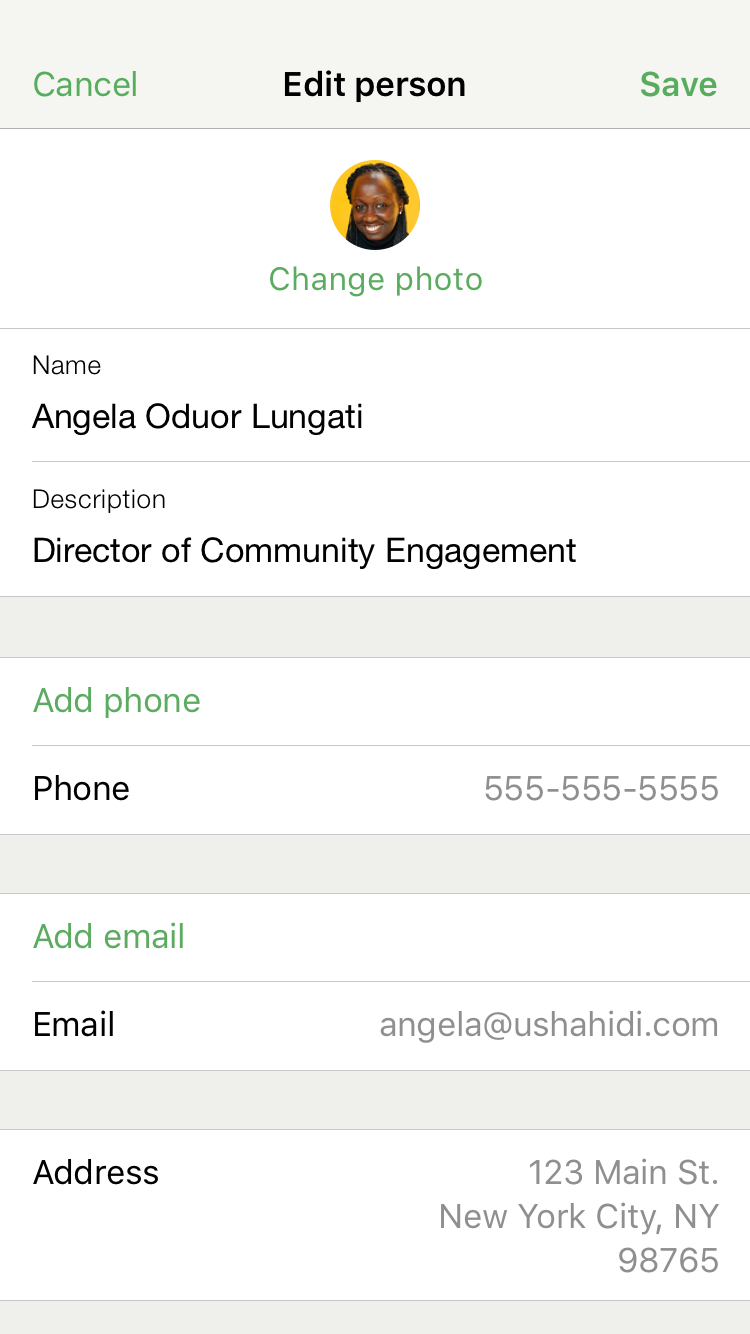 Cancel Edit person Save
Change photo
Name
Angela Oduor Lungati
Description
Director of Community Engagement
Add phone
Phone 555-555-5555
Add email
Email angela@ushahidi.com
Address 123 Main St.
New York City, NY
98765